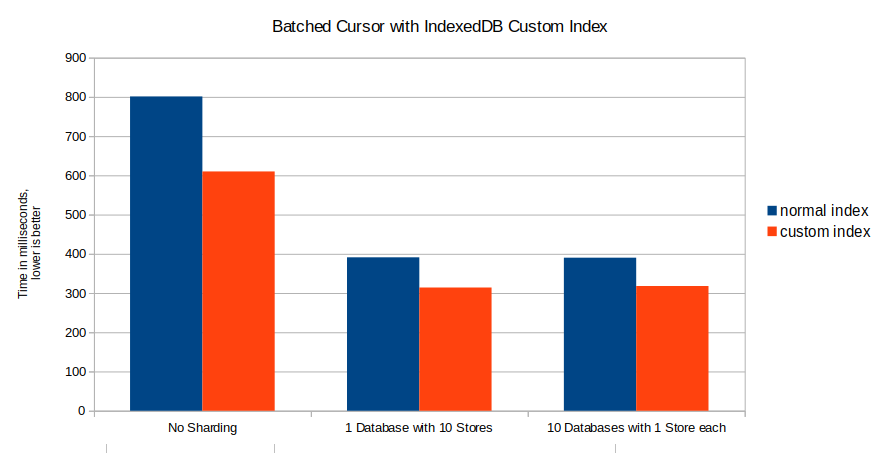 Batched Cursor with IndexedDB Custom Index
900
800
700
600
500
400
300
200
100
0
Time in milliseconds,
lower is better
No Sharding
1 Database with 10 Stores
10 Databases with 1 Store each
normal index
custom index